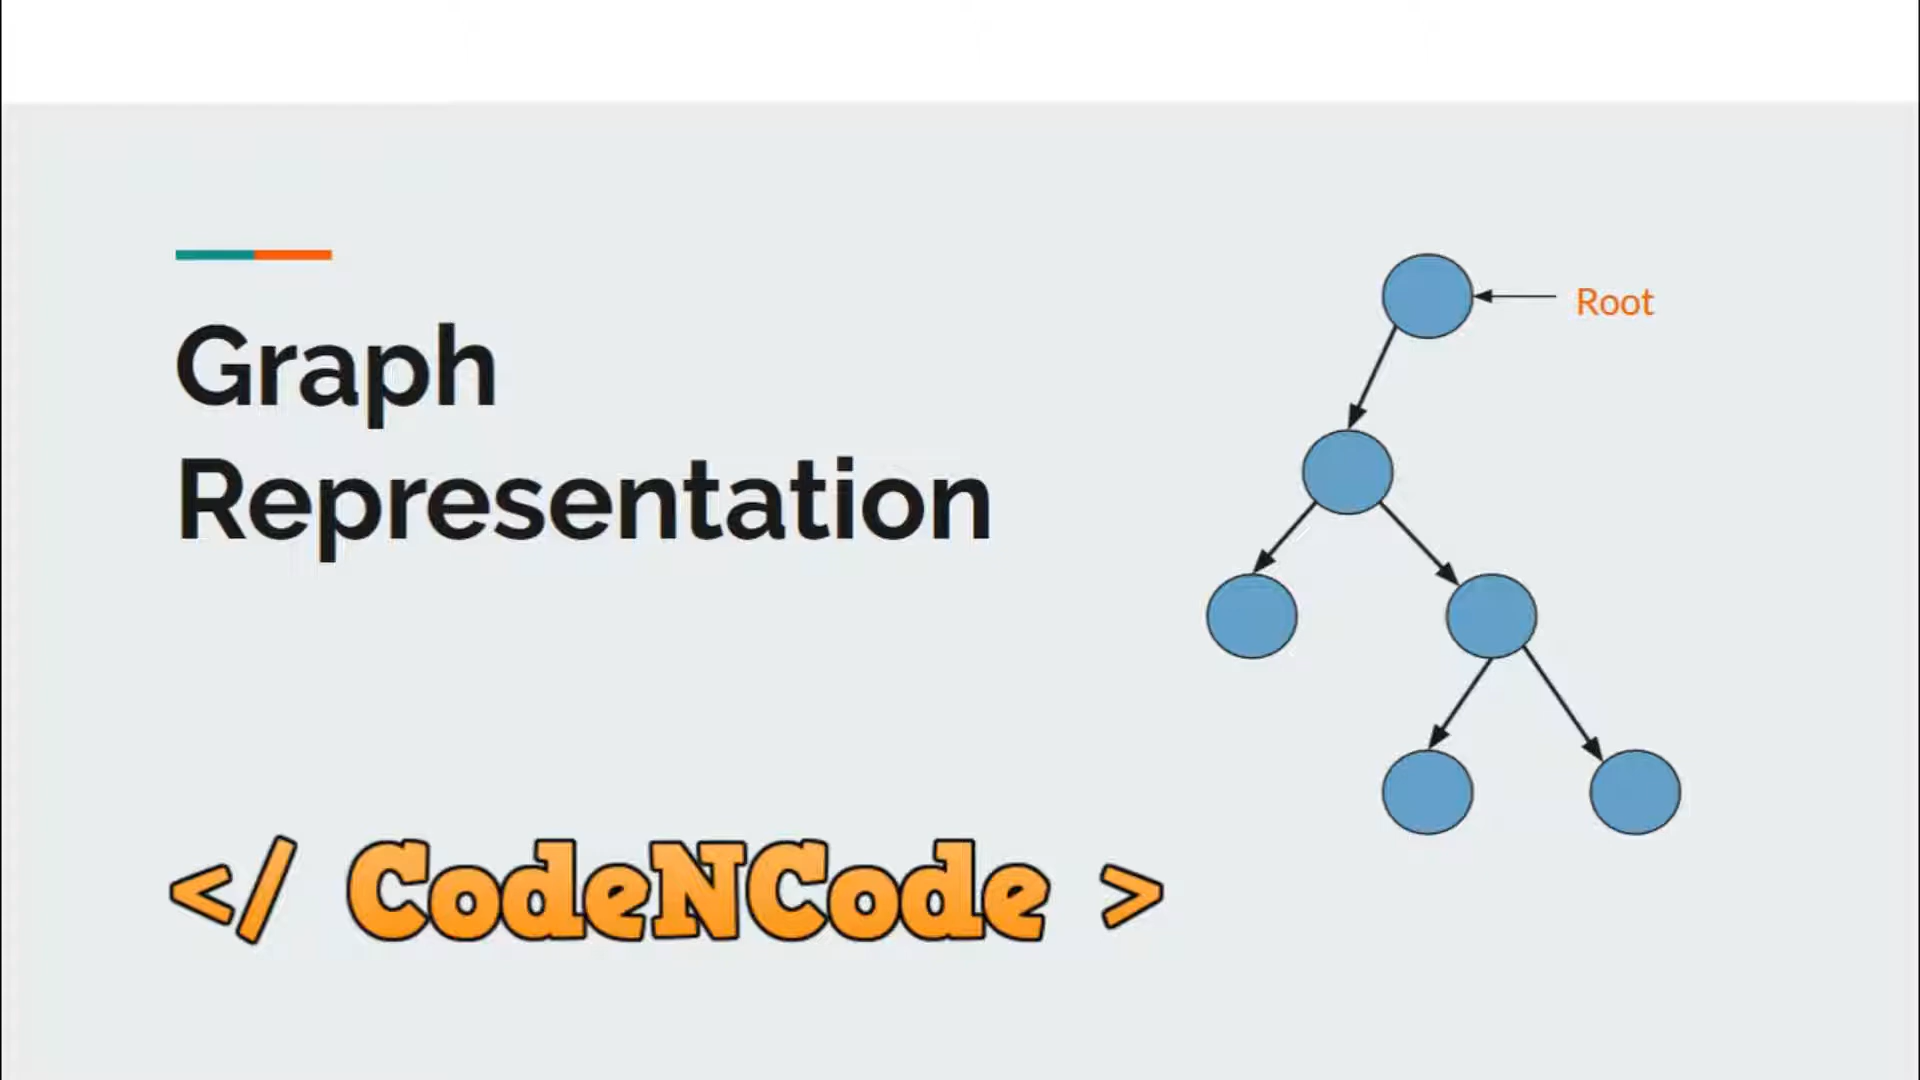 Graph
Representation
Root
</ CodeNCode >